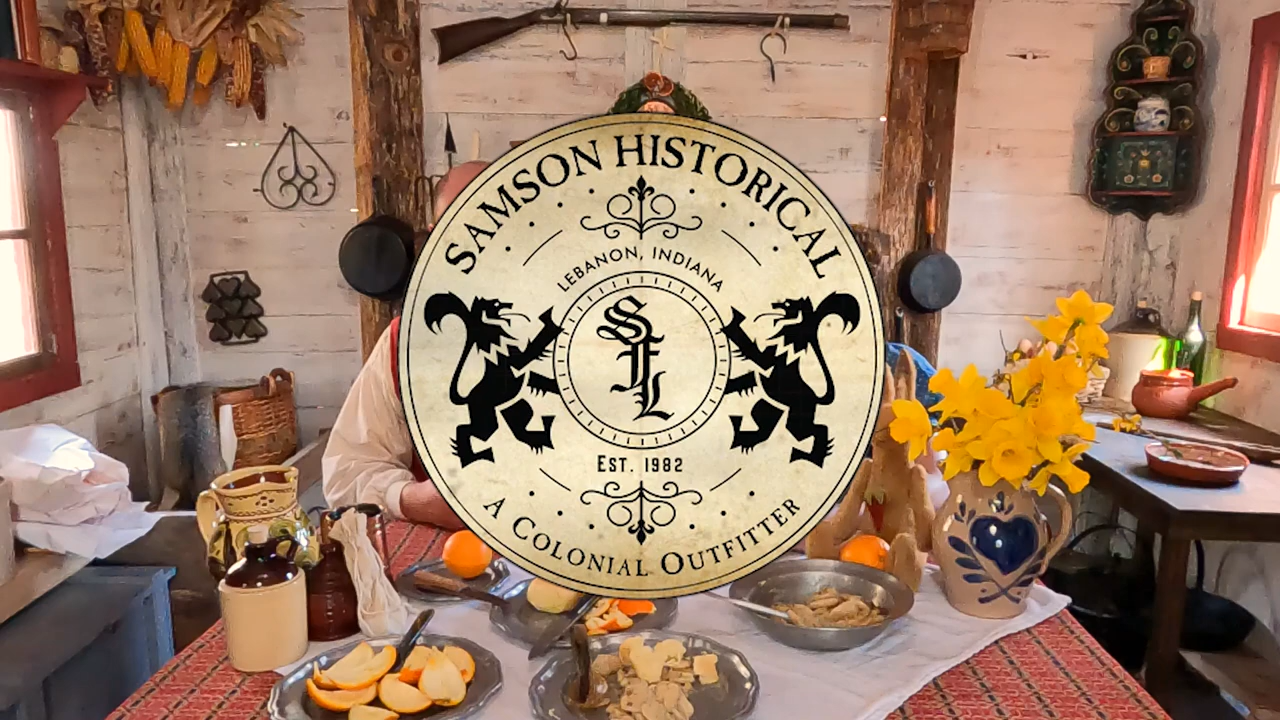 SAMSON HISTORICAL
LEBANON, INDIANA
SFL
EST. 1982
A COLONIAL OUTFITTER